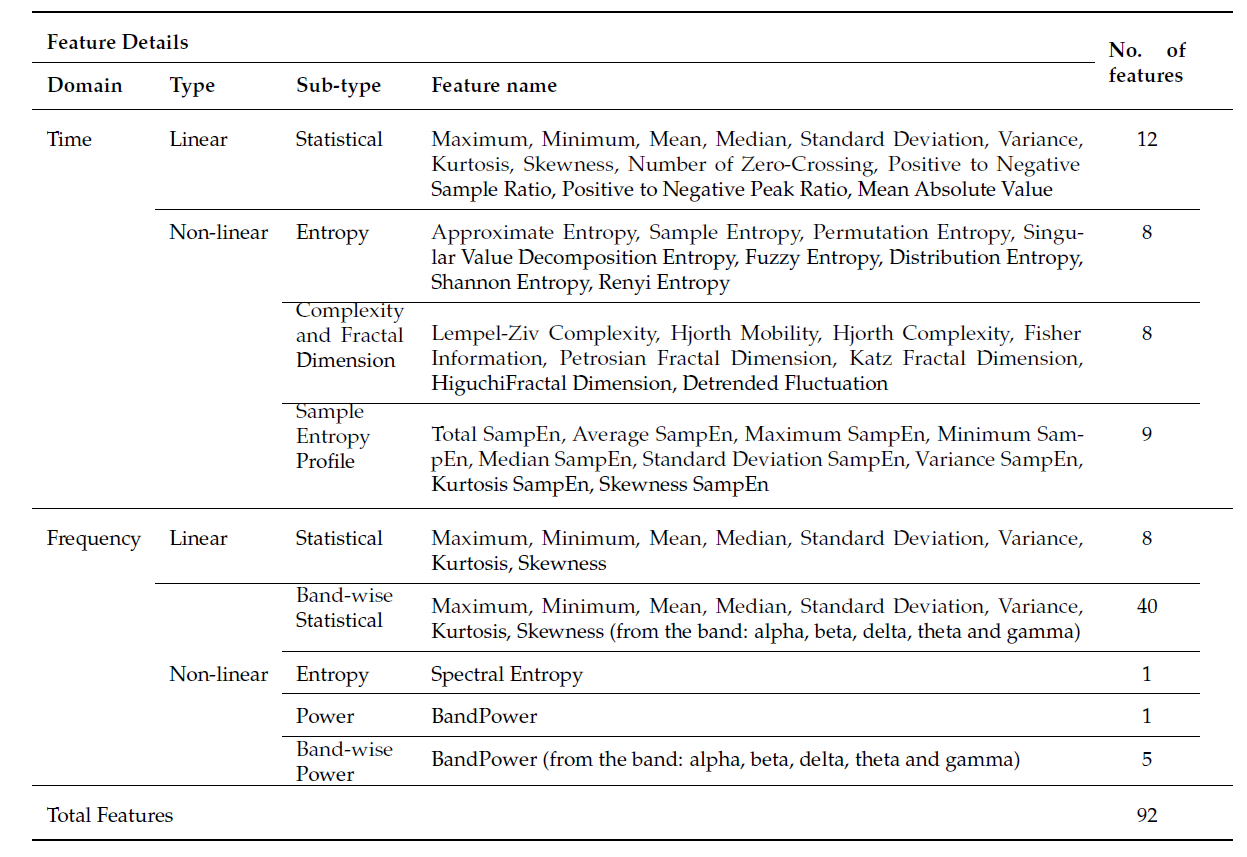 Feature Details
No. of
features
Domain Type Sub-type Feature name
Time Linear Statistical Maximum, Minimum, Mean, Median, Standard Deviation, Variance, 12
Kurtosis, Skewness, Number of Zero-Crossing, Positive to Negative
Sample Ratio, Positive to Negative Peak Ratio, Mean Absolute Value
Non-linear Entropy Approximate Entropy, Sample Entropy, Permutation Entropy, Singu- 8
lar Value Decomposition Entropy, Fuzzy Entropy, Distribution Entropy,
Shannon Entropy, Renyi Entropy
Complexity
and Fractal Lempel-Ziv Complexity, Hjorth Mobility, Hjorth Complexity, Fisher 8
Dimension Information, Petrosian Fractal Dimension, Katz Fractal Dimension,
HiguchiFractal Dimension, Detrended Fluctuation
Sample
Entropy Total SampEn, Average SampEn, Maximum SampEn, Minimum Sam- 9
Profile pEn, Median SampEn, Standard Deviation SampEn, Variance SampEn,
Kurtosis SampEn, Skewness SampEn
Frequency Linear Statistical Maximum, Minimum, Mean, Median, Standard Deviation, Variance, 8
Kurtosis, Skewness
Band-wise Maximum, Minimum, Mean, Median, Standard Deviation, Variance, 40
Statistical Kurtosis, Skewness (from the band: alpha, beta, delta, theta and gamma)
Non-linear Entropy Spectral Entropy 1
Power BandPower 1
Band-wise BandPower (from the band: alpha, beta, delta, theta and gamma) 5
Power
Total Features 92